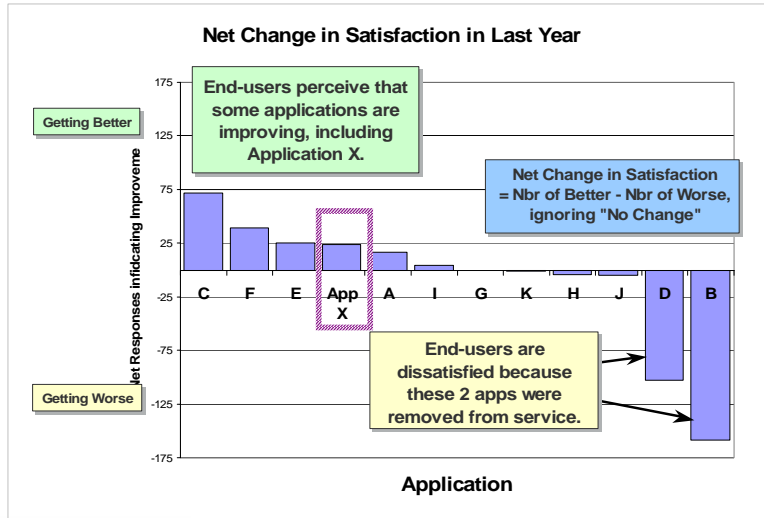 Net Change in Satisfaction in Last Year
175
125
75
25
-25
-75
-125
-175
Getting Better
Getting Worse
Net Responses infidcating Improveme
End-users perceive that
some applications are
improving, including
Application X.
Net Change in Satisfaction
= Nbr of Better - Nbr of Worse,
ignoring "No Change"
C F E App X A I G K H J D B
End-users are
dissatisfied because
these 2 apps were
removed from service.
Application